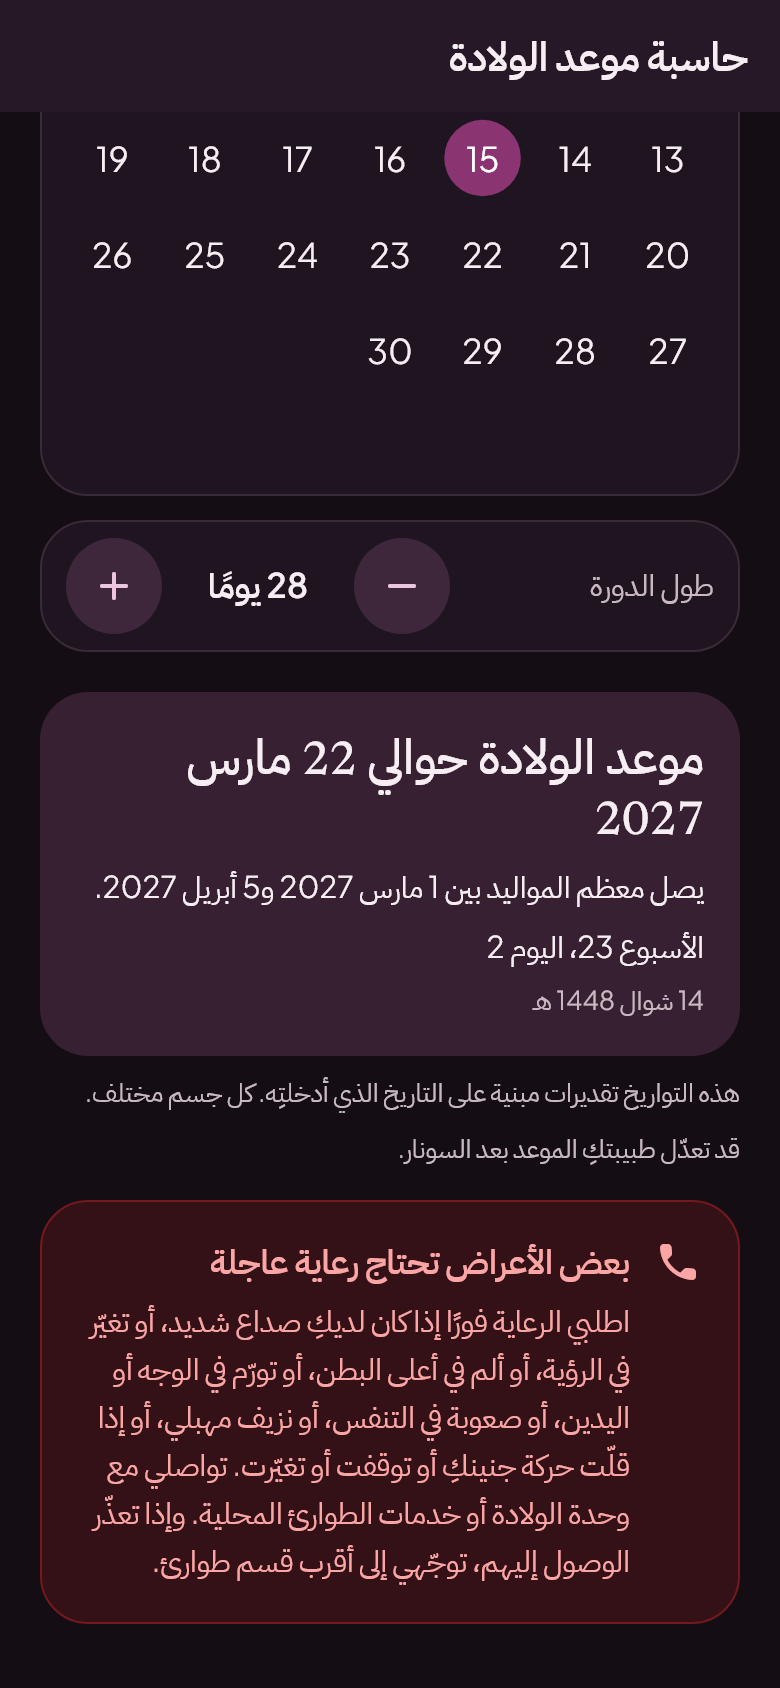 حاسبة موعد الولادة
13 14 15 16 17 18 19
20 21 22 23 24 25 26
27 28 29 30
طول الدورة − 28 يومًا +
موعد الولادة حوالي 22 مارس
2027
يصل معظم المواليد بين 1 مارس 2027 و5 أبريل 2027.
الأسبوع 23، اليوم 2
14 شوال 1448 هـ
هذه التواريخ تقديرات مبنية على التاريخ الذي أدخلتِه. كل جسم مختلف.
قد تعدّل طبيبتكِ الموعد بعد السونار.
بعض الأعراض تحتاج رعاية عاجلة
اطلبي الرعاية فورًا إذا كان لديكِ صداع شديد، أو تغيّر
في الرؤية، أو ألم في أعلى البطن، أو تورّم في الوجه أو
اليدين، أو صعوبة في التنفس، أو نزيف مهبلي، أو إذا
قلّت حركة جنينكِ أو توقفت أو تغيّرت. تواصلي مع
وحدة الولادة أو خدمات الطوارئ المحلية. وإذا تعذّر
الوصول إليهم، توجّهي إلى أقرب قسم طوارئ.